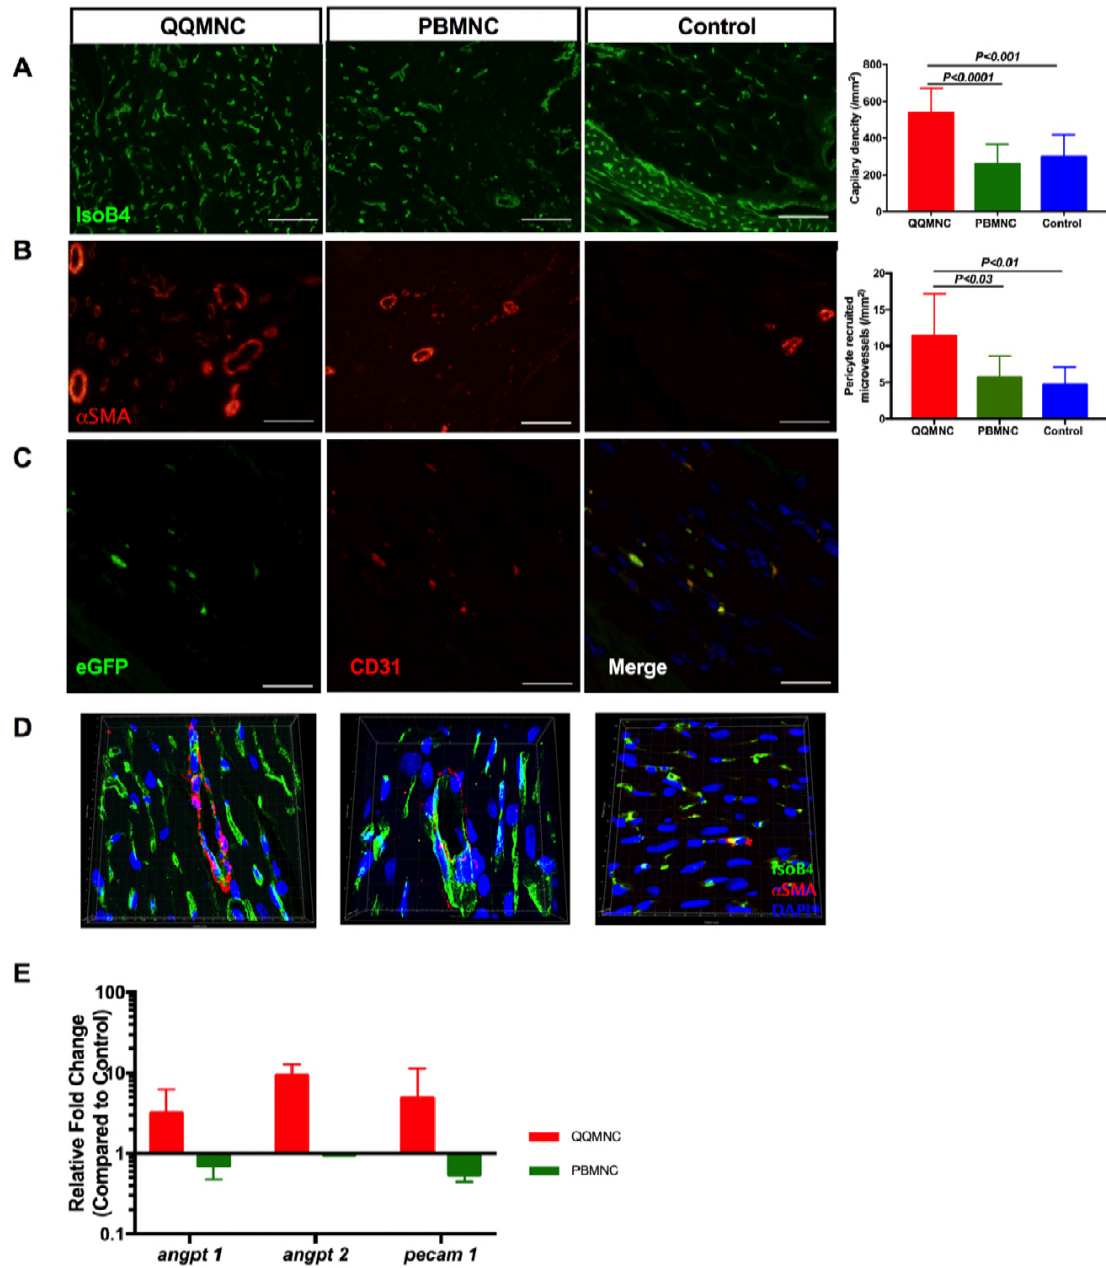 QQMNC PBMNC Control
A
IsoB4
Capilary dencity (/mm2)
800
600
400
200
0
P<0.001
P<0.0001
QQMNC PBMNC Control
B
αSMA
Pericyte recruited
microvessels (/mm2)
20
15
10
5
0
P<0.01
P<0.03
QQMNC PBMNC Control
C
eGFP CD31 Merge
D
IsoB4
αSMA
DAPI
E
Relative Fold Change
(Compared to Control)
100
10
1
0.1
angpt 1 angpt 2 pecam 1
QQMNC
PBMNC